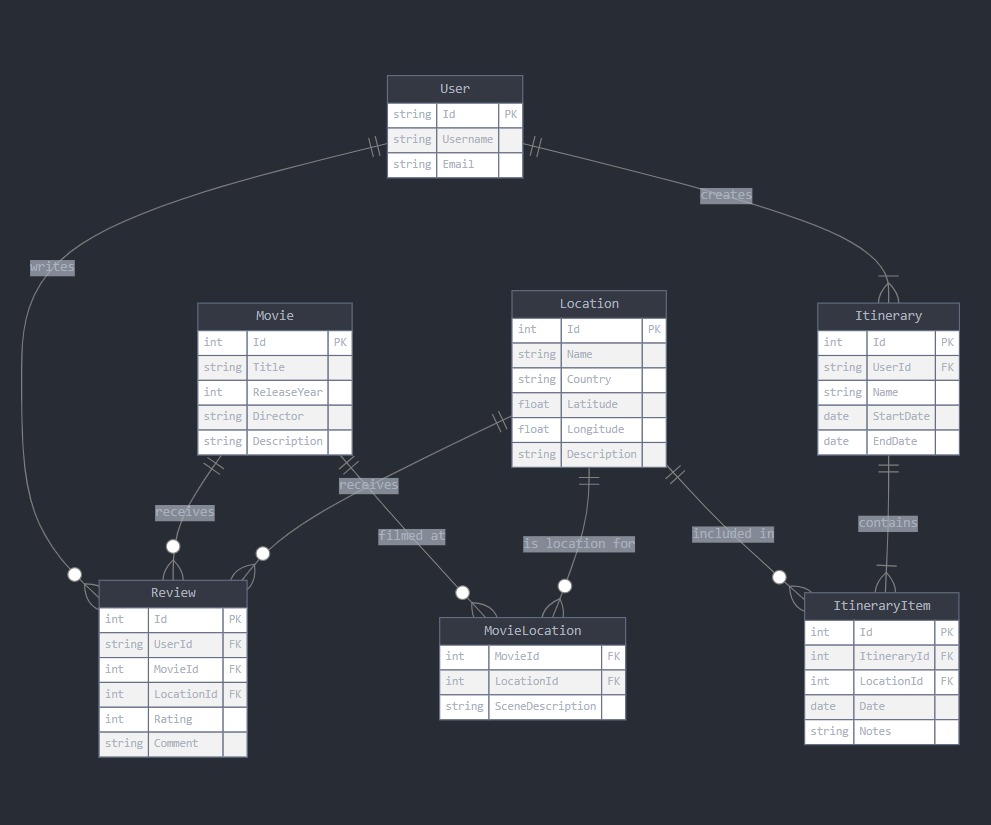 User
string Id PK
string Username
string Email
creates
writes
Movie
int Id PK
string Title
int ReleaseYear
string Director
string Description
Location
int Id PK
string Name
string Country
float Latitude
float Longitude
string Description
Itinerary
int Id PK
string UserId FK
string Name
date StartDate
date EndDate
receives
receives
filmed at
is location for
included in
contains
Review
int Id PK
string UserId FK
int MovieId FK
int LocationId FK
int Rating
string Comment
MovieLocation
int MovieId FK
int LocationId FK
string SceneDescription
ItineraryItem
int Id PK
int ItineraryId FK
int LocationId FK
date Date
string Notes